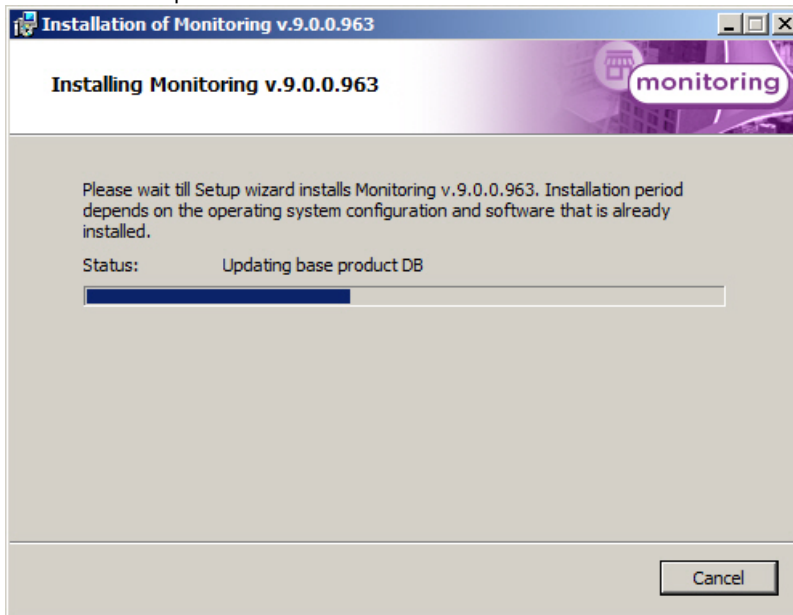 Installation of Monitoring v.9.0.0.963
Installing Monitoring v.9.0.0.963
monitoring
Please wait till Setup wizard installs Monitoring v.9.0.0.963. Installation period
depends on the operating system configuration and software that is already
installed.
Status: Updating base product DB
Cancel